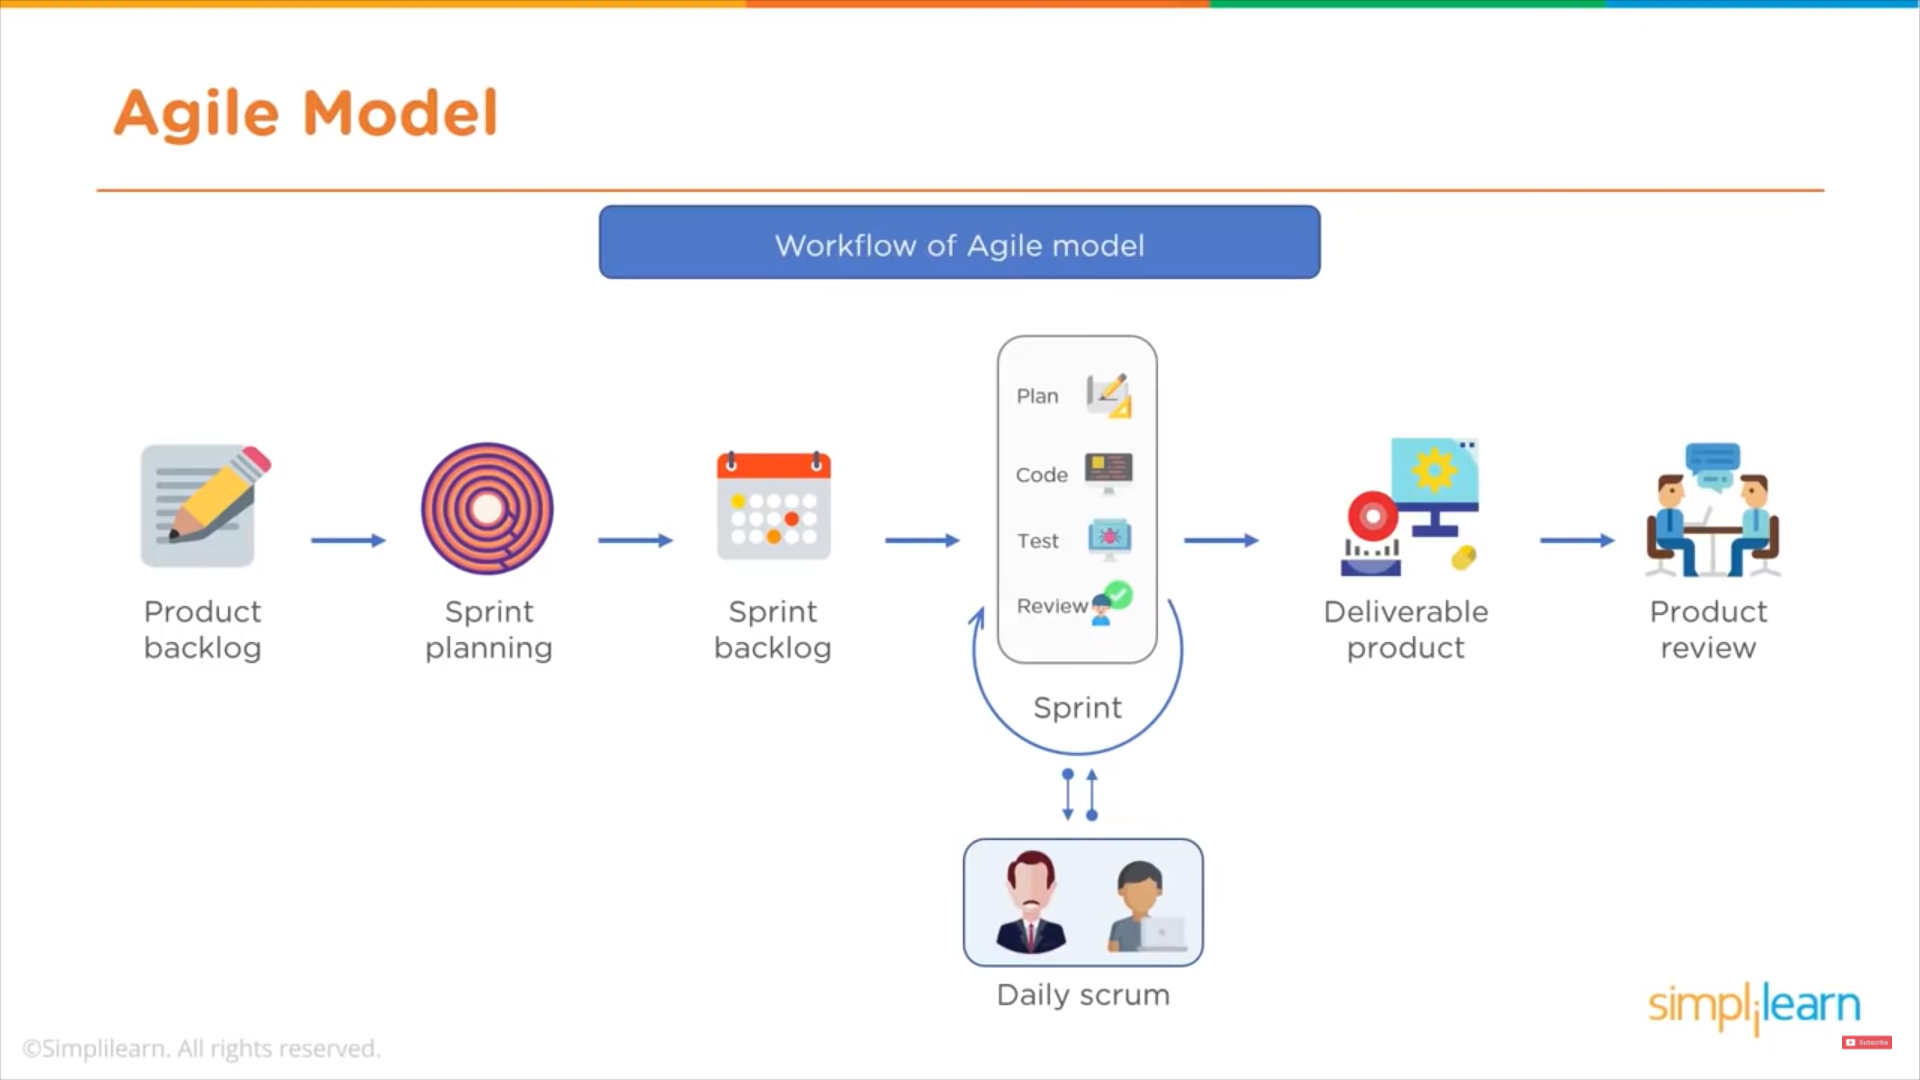 Agile Model
Workflow of Agile model
Product
backlog
Sprint
planning
Sprint
backlog
Plan
Code
Test
Review
Sprint
Deliverable
product
Product
review
Daily scrum
simplilearn
Subscribe
©Simplilearn. All rights reserved.